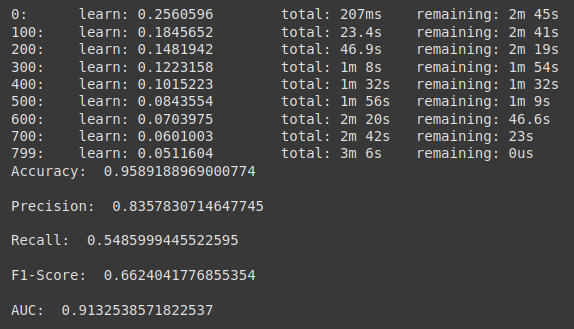 0: learn: 0.2560596 total: 207ms remaining: 2m 45s
100: learn: 0.1845652 total: 23.4s remaining: 2m 41s
200: learn: 0.1481942 total: 46.9s remaining: 2m 19s
300: learn: 0.1223158 total: 1m 8s remaining: 1m 54s
400: learn: 0.1015223 total: 1m 32s remaining: 1m 32s
500: learn: 0.0843554 total: 1m 56s remaining: 1m 9s
600: learn: 0.0703975 total: 2m 20s remaining: 46.6s
700: learn: 0.0601003 total: 2m 42s remaining: 23s
799: learn: 0.0511604 total: 3m 6s remaining: 0us
Accuracy: 0.9589188969000774
Precision: 0.8357830714647745
Recall: 0.5485999445522595
F1-Score: 0.6624041776855354
AUC: 0.9132538571822537